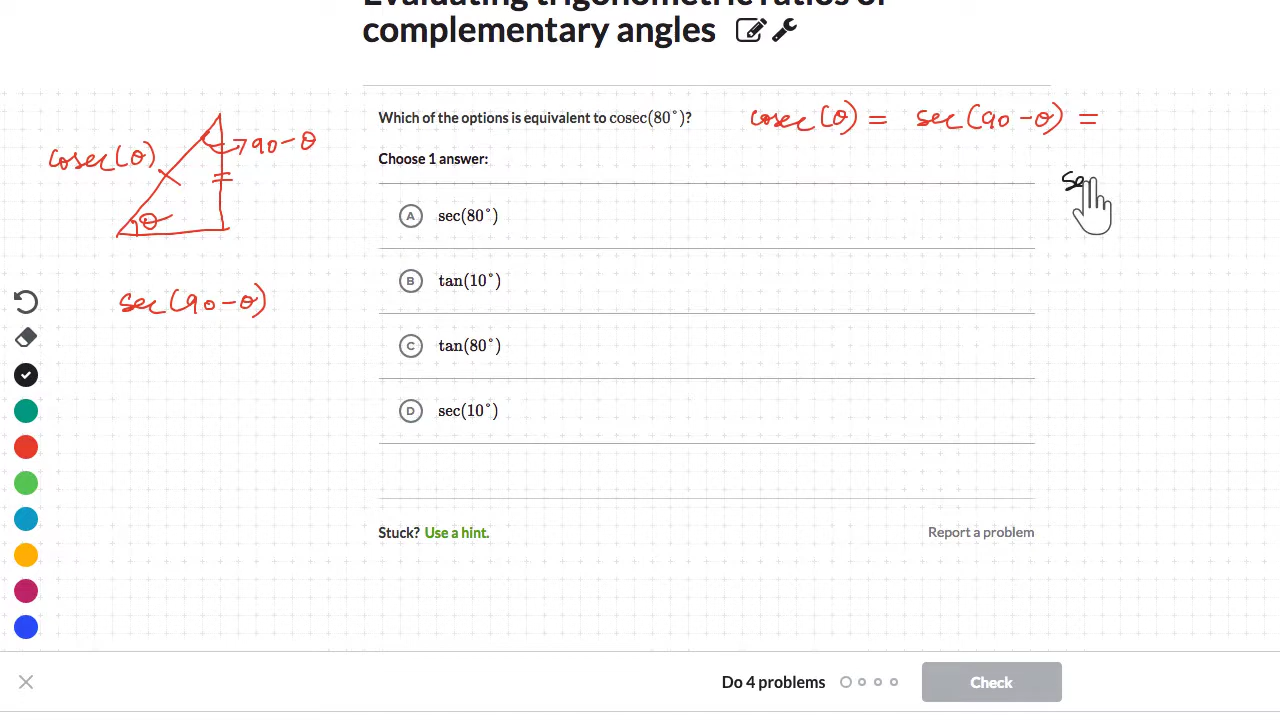 Evaluating trigonometric ratios of
complementary angles
Which of the options is equivalent to cosec(80°)?
cosec(θ) = sec(90-θ) =
Choose 1 answer:
cosec(θ)
90-θ
θ
se
A sec(80°)
B tan(10°)
sec(90-θ)
C tan(80°)
D sec(10°)
Stuck? Use a hint.
Report a problem
Do 4 problems
Check